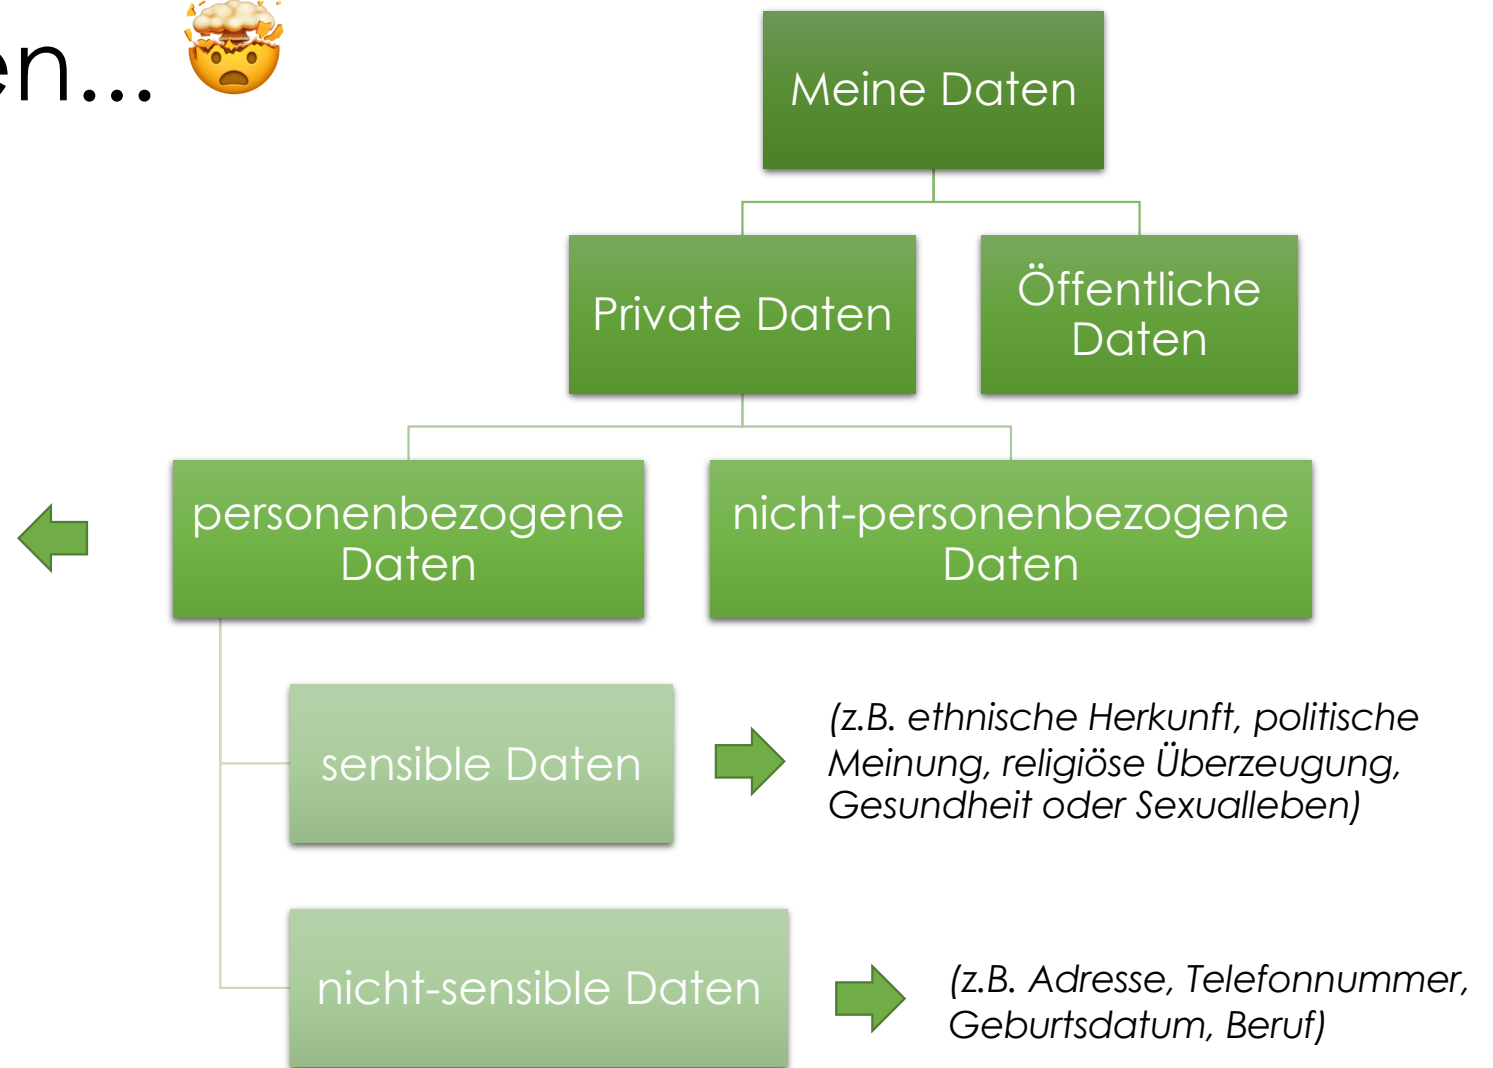 en...
Meine Daten
Private Daten
Öffentliche
Daten
personenbezogene
Daten
nicht-personenbezogene
Daten
sensible Daten
(z.B. ethnische Herkunft, politische
Meinung, religiöse Überzeugung,
Gesundheit oder Sexualleben)
nicht-sensible Daten
(z.B. Adresse, Telefonnummer,
Geburtsdatum, Beruf)